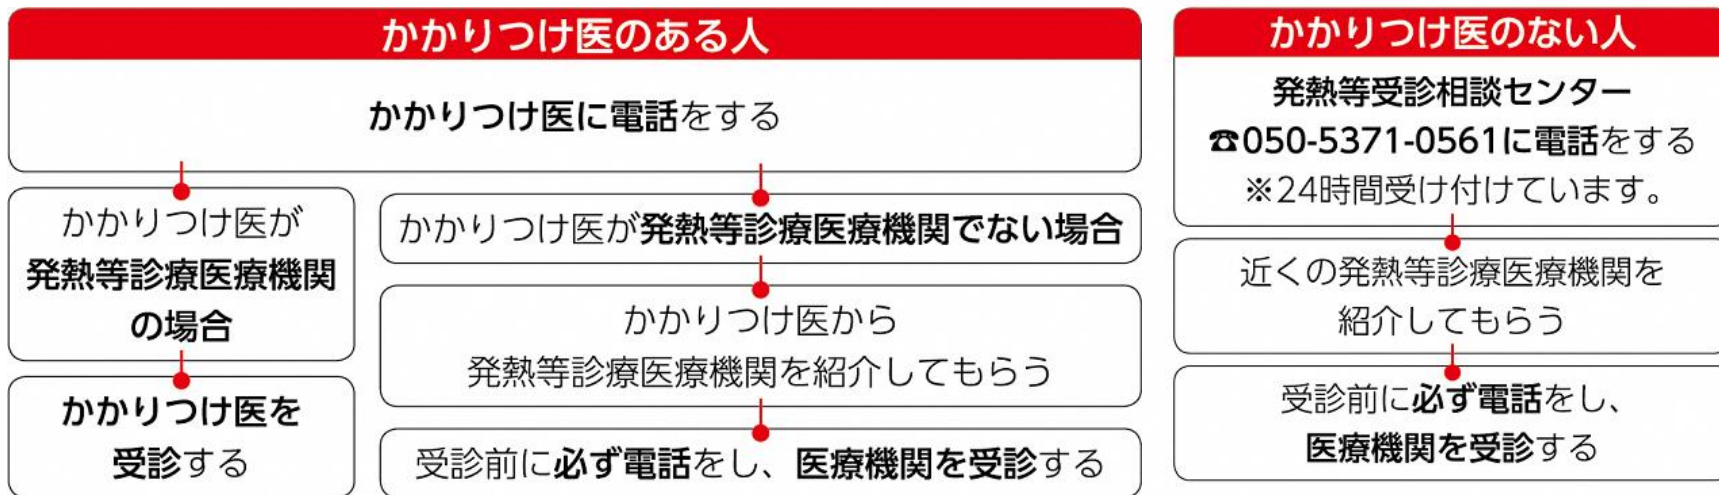 かかりつけ医のある人
かかりつけ医に電話をする
かかりつけ医が
発熱等診療医療機関
の場合
かかりつけ医を
受診する
かかりつけ医が発熱等診療医療機関でない場合
かかりつけ医から
発熱等診療医療機関を紹介してもらう
受診前に必ず電話をし、医療機関を受診する
かかりつけ医のない人
発熱等受診相談センター
☎050-5371-0561に電話をする
※24時間受け付けています。
近くの発熱等診療医療機関を
紹介してもらう
受診前に必ず電話をし、
医療機関を受診する